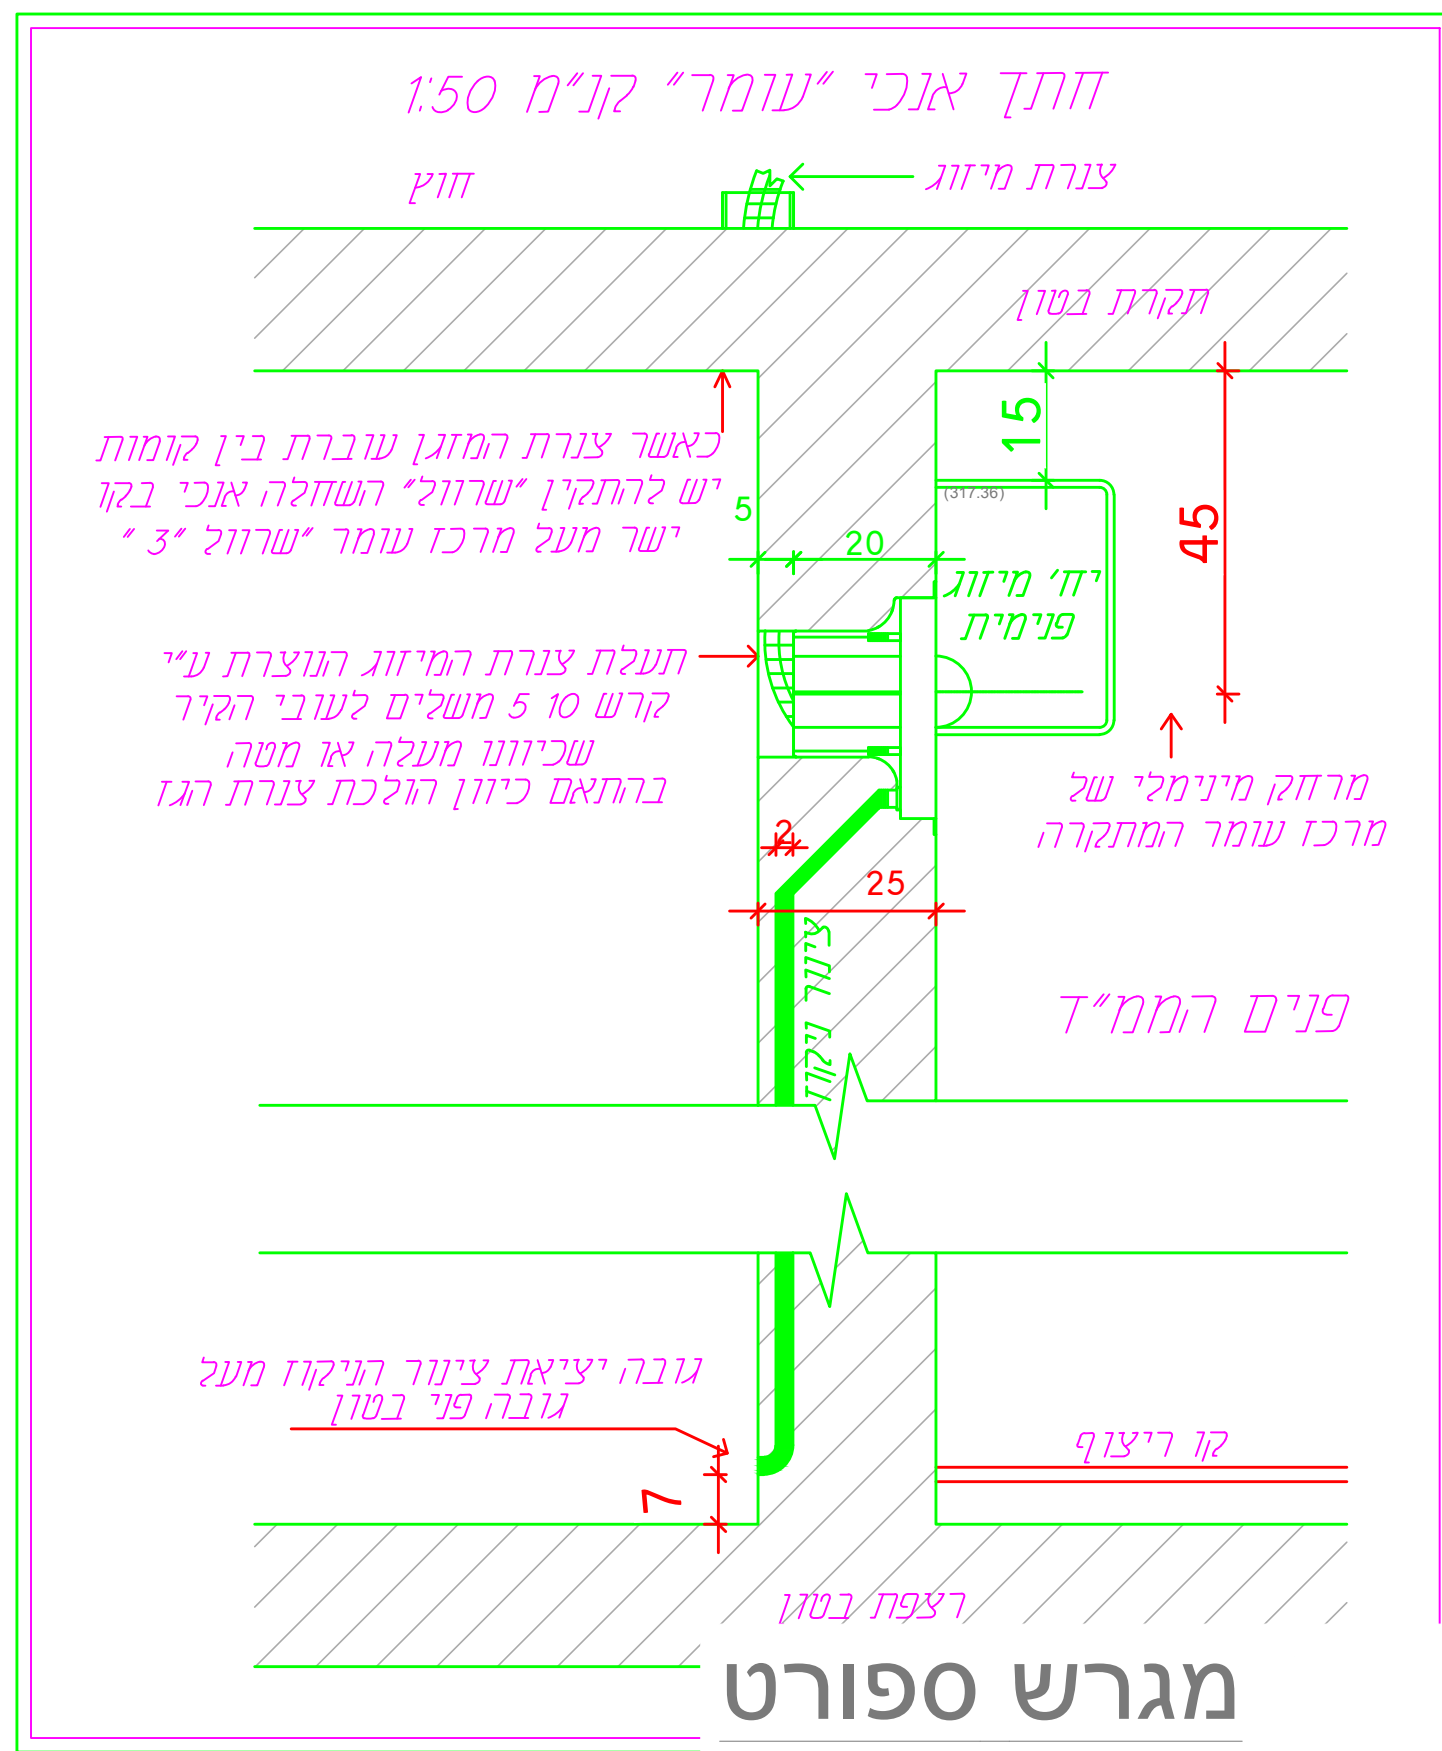 חתך אנכי "עומר" קנ"מ 1:50
צנרת מיזוג
חוץ
תקרת בטון
15
45
כאשר צנרת המזגן עוברת בין קומות
יש להתקין "שרוול" השחלה אנכי בקו
ישר מעל מרכז עומר "שרוול 3"
5
20
(317.36)
יח' מיזוג
פנימית
תעלת צנרת המיזוג הנוצרת ע"י
קרש 10 5 משלים לעובי הקיר
שכיוונו מעלה או מטה
בהתאם כיוון הולכת צנרת הגז
מרחק מינימלי של
מרכז עומר המתקרה
2
25
צינור ניקוז
פנים הממ"ד
גובה יציאת צינור הניקוז מעל
גובה פני בטון
קו ריצוף
7
רצפת בטון
מגרש ספורט